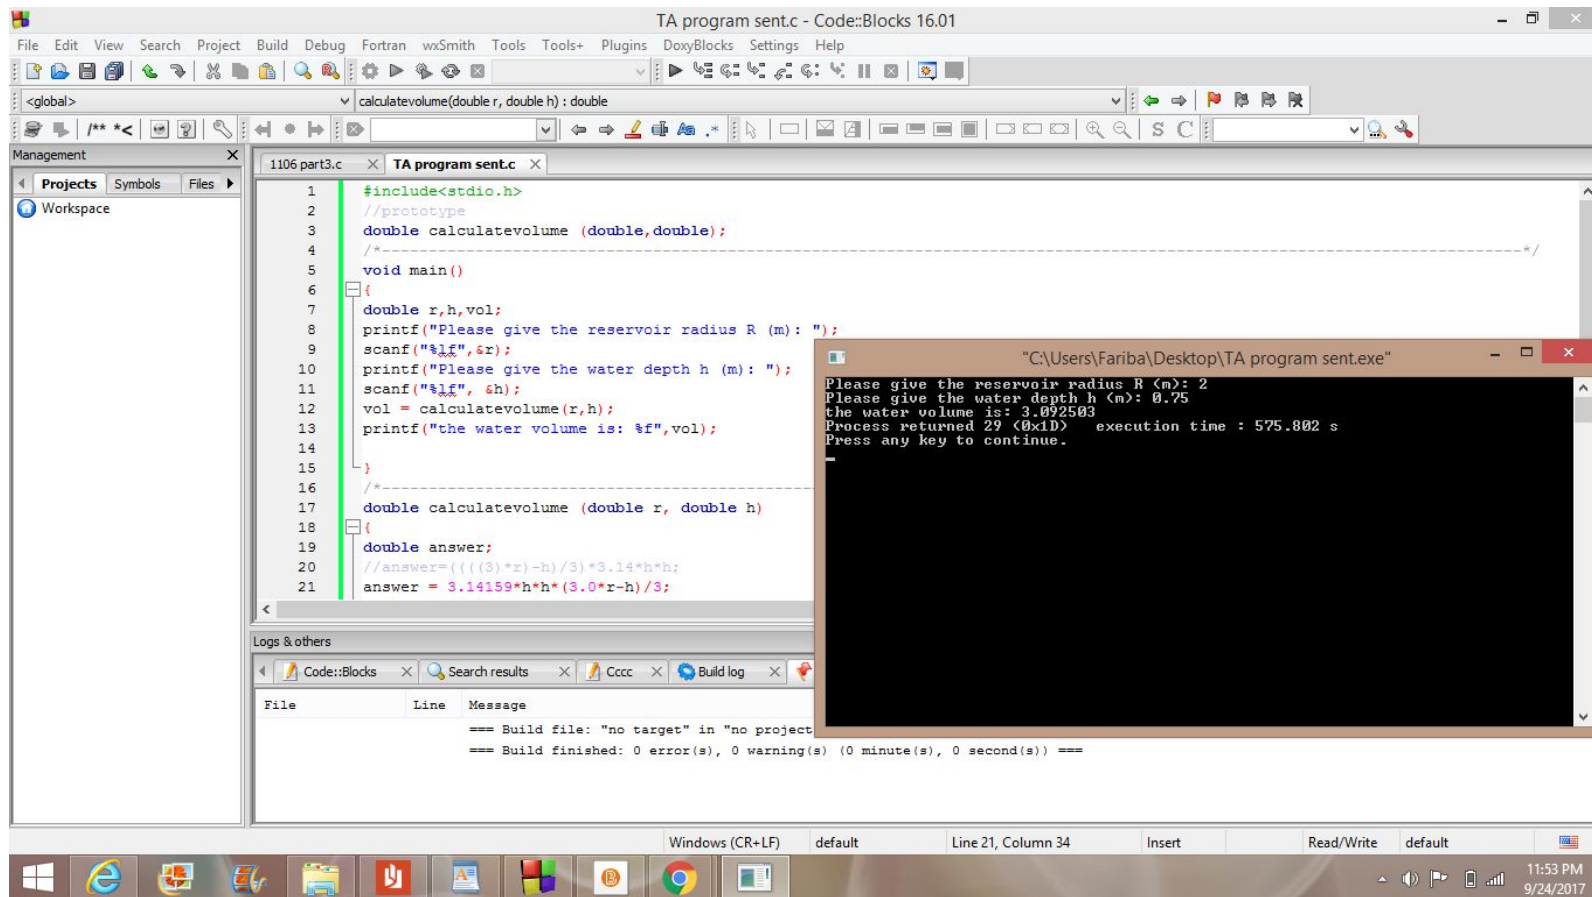 TA program sent.c - Code::Blocks 16.01
File Edit View Search Project Build Debug Fortran wxSmith Tools Tools+ Plugins DoxyBlocks Settings Help
<global> calculatevolume(double r, double h) : double
/** *< S C
Management
1106 part3.c TA program sent.c
Projects Symbols Files
Workspace
1 #include<stdio.h>
2 //prototype
3 double calculatevolume (double,double);
4 /*-----------------------------------------------------------------------------------------------------------------------------------------------*/
5 void main()
6 {
7 double r,h,vol;
8 printf("Please give the reservoir radius R (m): ");
9 scanf("%lf",&r);
10 printf("Please give the water depth h (m): ");
11 scanf("%lf", &h);
12 vol = calculatevolume(r,h);
13 printf("the water volume is: %f",vol);
14
15 }
16 /*------------------------------------------------------
17 double calculatevolume (double r, double h)
18 {
19 double answer;
20 //answer=((((3)*r)-h)/3)*3.14*h*h;
21 answer = 3.14159*h*h*(3.0*r-h)/3;
"C:\Users\Fariba\Desktop\TA program sent.exe"
Please give the reservoir radius R (m): 2
Please give the water depth h (m): 0.75
the water volume is: 3.092503
Process returned 29 (0x1D) execution time : 575.802 s
Press any key to continue.
Logs & others
Code::Blocks Search results Cccc Build log
File Line Message
=== Build file: "no target" in "no project
=== Build finished: 0 error(s), 0 warning(s) (0 minute(s), 0 second(s)) ===
Windows (CR+LF) default Line 21, Column 34 Insert Read/Write default
11:53 PM
9/24/2017